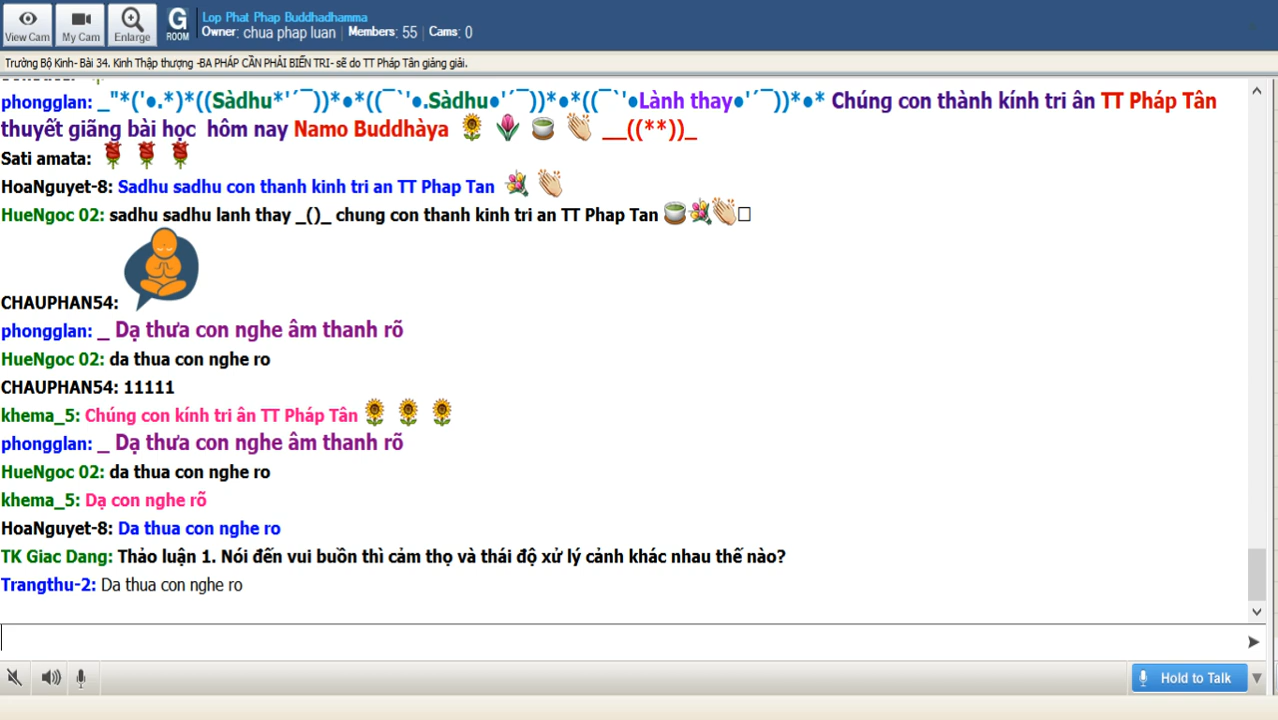 View Cam
My Cam
Enlarge
G
ROOM
Lop Phat Phap Buddhadhamma
Owner: chua phap luan | Members: 55 | Cams: 0
Trường Bộ Kinh- Bài 34. Kinh Thập thượng -BA PHÁP CẦN PHẢI BIẾN TRI- sẽ do TT Pháp Tân giảng giải.
phongglan: _"*('●.*)*((Sàdhu*'´¯))*●*((¯`'●.Sàdhu●'´¯))*●*((¯`'●Lành thay●'´¯))*●* Chúng con thành kính tri ân TT Pháp Tân
thuyết giãng bài học hôm nay Namo Buddhàya __((**))_
Sati amata:
HoaNguyet-8: Sadhu sadhu con thanh kinh tri an TT Phap Tan
HueNgoc 02: sadhu sadhu lanh thay _()_ chung con thanh kinh tri an TT Phap Tan
CHAUPHAN54:
phongglan: _ Dạ thưa con nghe âm thanh rõ
HueNgoc 02: da thua con nghe ro
CHAUPHAN54: 11111
khema_5: Chúng con kính tri ân TT Pháp Tân
phongglan: _ Dạ thưa con nghe âm thanh rõ
HueNgoc 02: da thua con nghe ro
khema_5: Dạ con nghe rõ
HoaNguyet-8: Da thua con nghe ro
TK Giac Dang: Thảo luận 1. Nói đến vui buồn thì cảm thọ và thái độ xử lý cảnh khác nhau thế nào?
Trangthu-2: Da thua con nghe ro
Hold to Talk